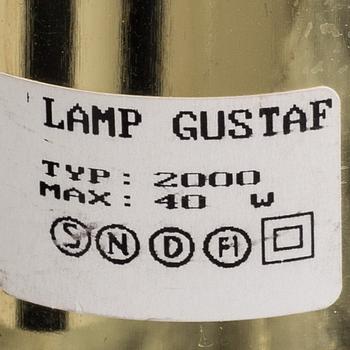 LAMP GUSTAF
TYP: 2000
MAX: 40 W
S N D FI